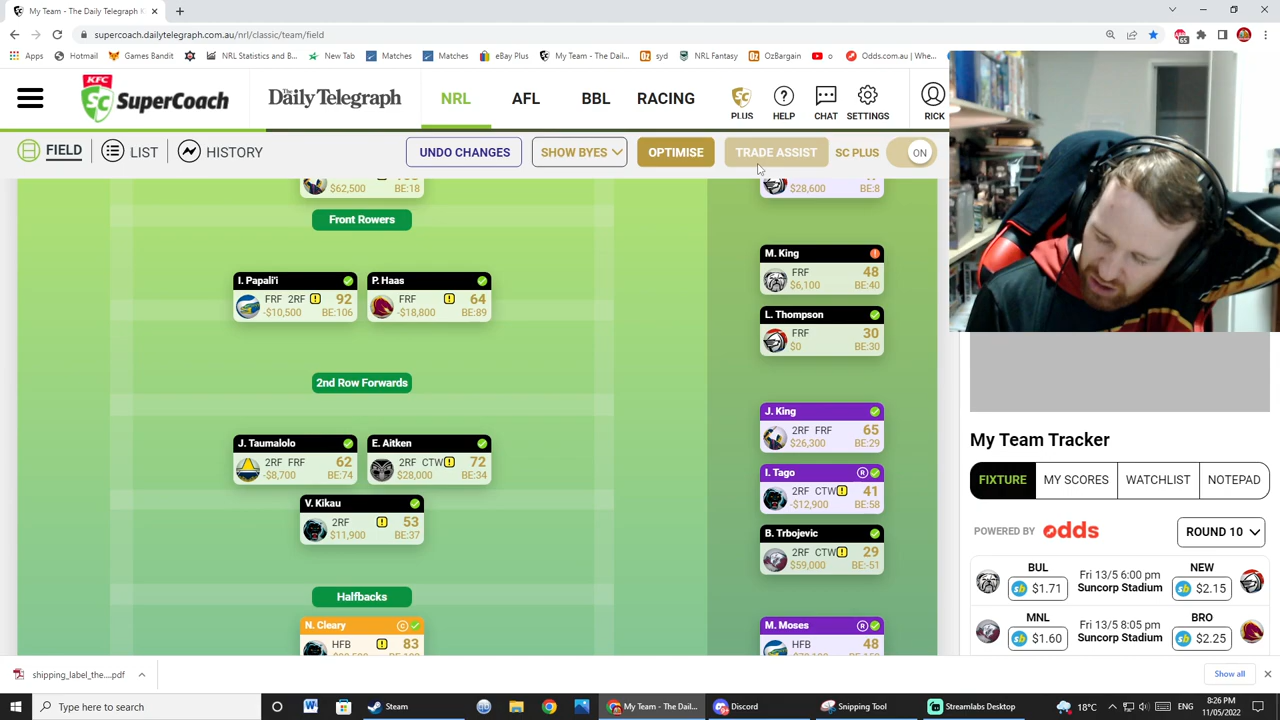 My Team - The Daily Telegraph K
supercoach.dailytelegraph.com.au/nrl/classic/team/field
65
Apps Hotmail Games Bandit NRL Statistics and B... New Tab Matches Matches eBay Plus My Team - The Dail... syd NRL Fantasy OzBargain o Odds.com.au | Whe...
KFC SC SuperCoach The Daily Telegraph NRL AFL BBL RACING SC PLUS HELP CHAT SETTINGS RICK
FIELD LIST HISTORY UNDO CHANGES SHOW BYES OPTIMISE TRADE ASSIST SC PLUS ON
$62,500 BE:18
$28,600 BE:8
Front Rowers
I. Papali'i
FRF 2RF 92
-$10,500 BE:106
P. Haas
FRF 64
-$18,800 BE:89
M. King
FRF 48
$6,100 BE:40
L. Thompson
FRF 30
$0 BE:30
2nd Row Forwards
J. Taumalolo
2RF FRF 62
-$8,700 BE:74
E. Aitken
2RF CTW 72
$28,000 BE:34
V. Kikau
2RF 53
$11,900 BE:37
J. King
2RF FRF 65
$26,300 BE:29
I. Tago R
2RF CTW 41
-$12,900 BE:58
B. Trbojevic
2RF CTW 29
$59,000 BE:-51
Halfbacks
N. Cleary C
HFB 83
M. Moses R
HFB 48
My Team Tracker
FIXTURE MY SCORES WATCHLIST NOTEPAD
POWERED BY odds ROUND 10
BUL Fri 13/5 6:00 pm NEW
$1.71 Suncorp Stadium $2.15
MNL Fri 13/5 8:05 pm BRO
$1.60 Suncorp Stadium $2.25
shipping_label_the....pdf Show all
Type here to search Steam My Team - The Dail... Discord Snipping Tool Streamlabs Desktop 18°C ENG 8:26 PM
11/05/2022